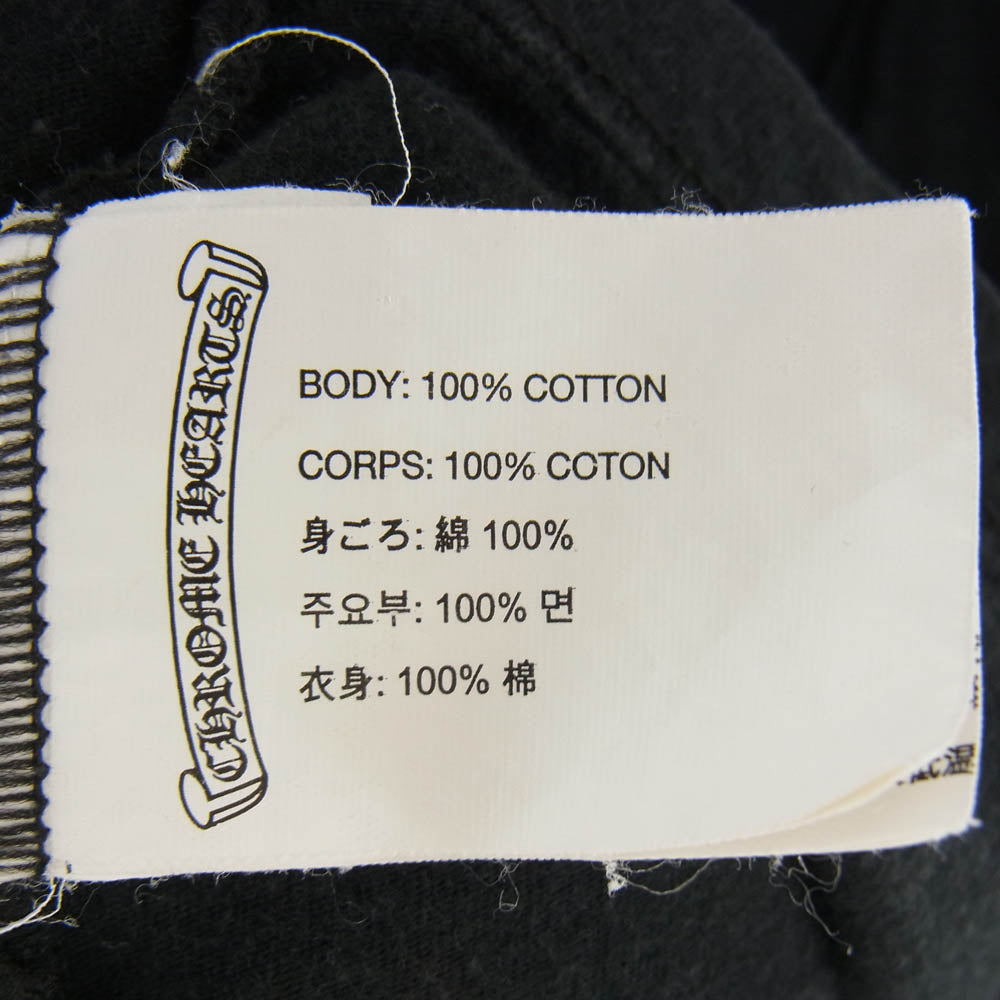 CHROME HEARTS
BODY: 100% COTTON
CORPS: 100% COTON
身ごろ: 綿 100%
주요부: 100% 면
衣身: 100% 棉